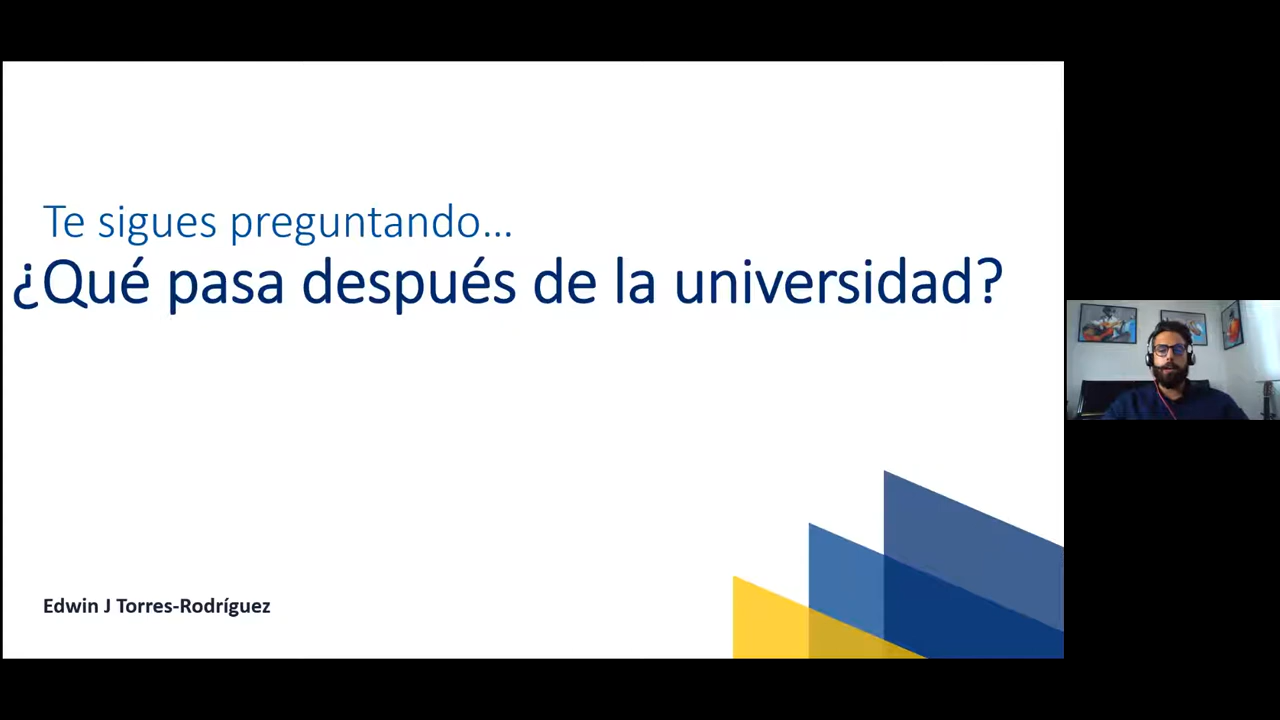 Te sigues preguntando...
¿Qué pasa después de la universidad?
Edwin J Torres-Rodríguez